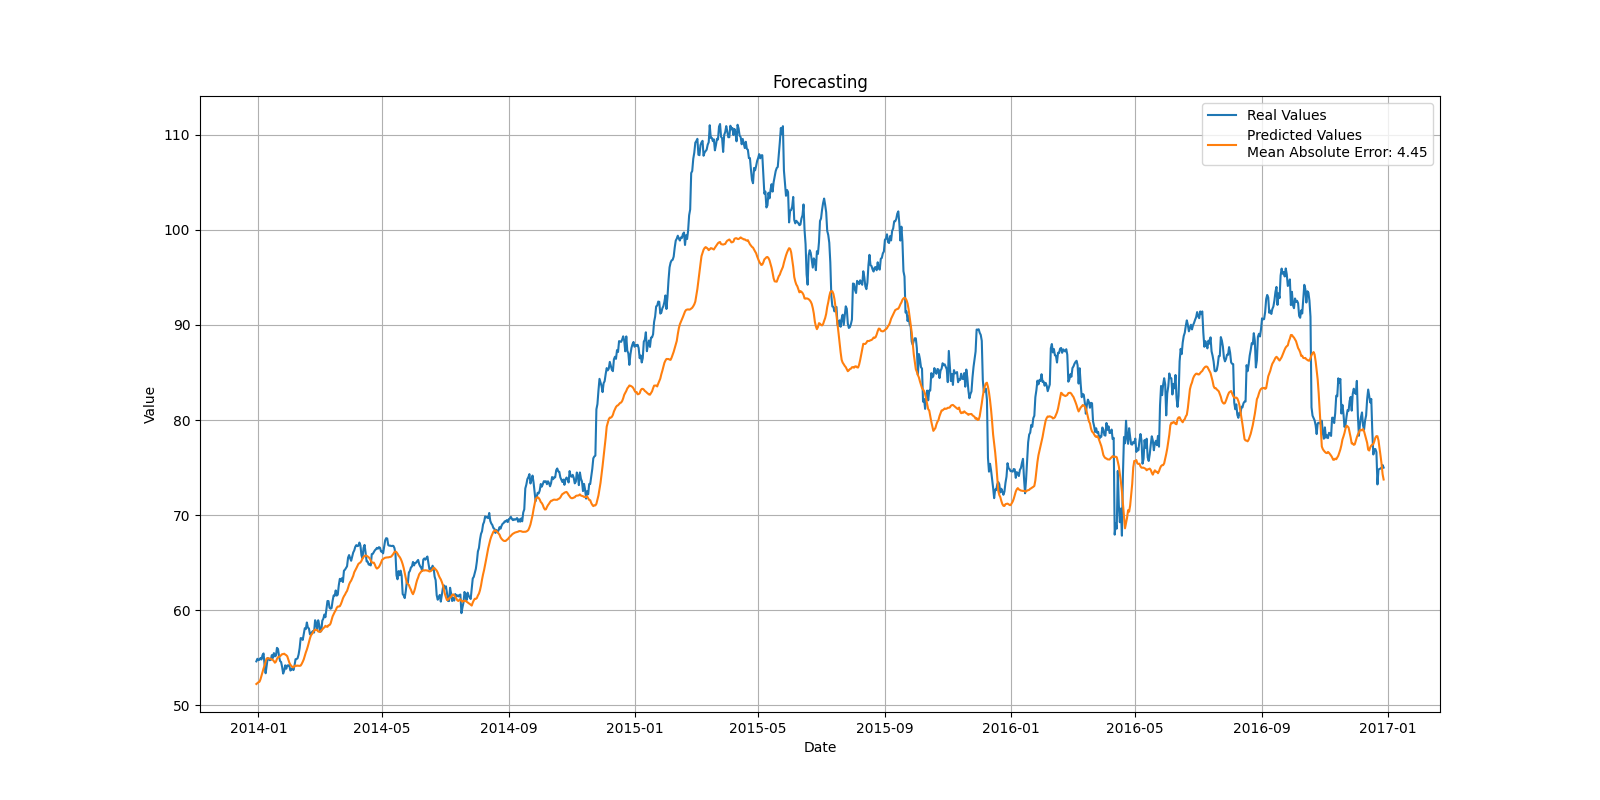 Forecasting
Real Values
Predicted Values
Mean Absolute Error: 4.45
Value
110
100
90
80
70
60
50
2014-01
2014-05
2014-09
2015-01
2015-05
2015-09
2016-01
2016-05
2016-09
2017-01
Date